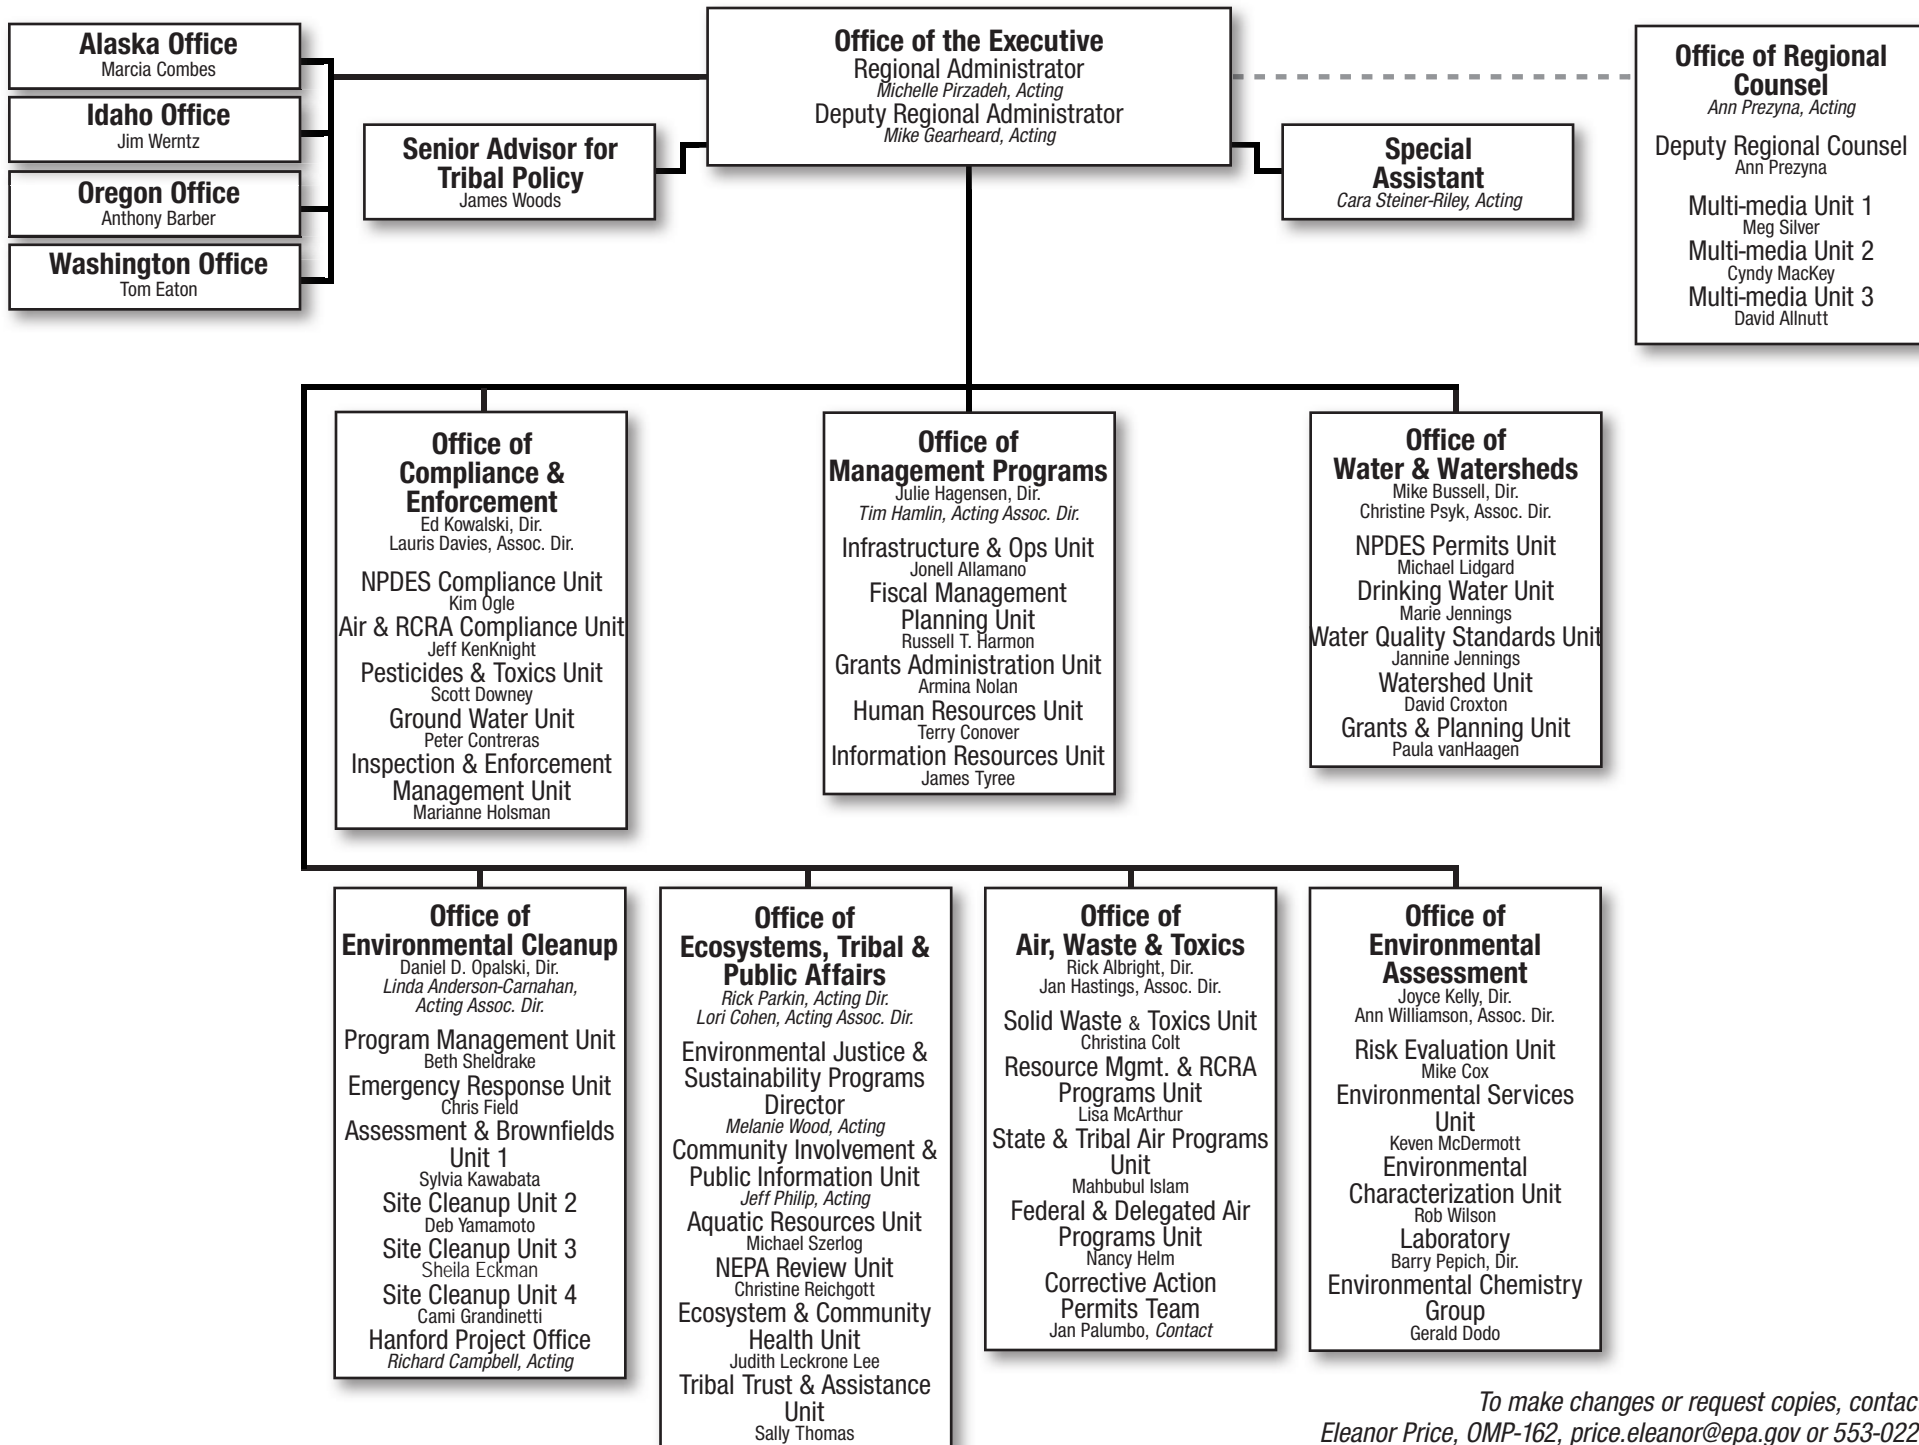 Alaska Office
Marcia Combes
Idaho Office
Jim Werntz
Oregon Office
Anthony Barber
Washington Office
Tom Eaton
Senior Advisor for
Tribal Policy
James Woods
Office of the Executive
Regional Administrator
Michelle Pirzadeh, Acting
Deputy Regional Administrator
Mike Gearheard, Acting
Special
Assistant
Cara Steiner-Riley, Acting
Office of Regional
Counsel
Ann Prezyna, Acting
Deputy Regional Counsel
Ann Prezyna
Multi-media Unit 1
Meg Silver
Multi-media Unit 2
Cyndy MacKey
Multi-media Unit 3
David Allnutt
Office of
Compliance &
Enforcement
Ed Kowalski, Dir.
Lauris Davies, Assoc. Dir.
NPDES Compliance Unit
Kim Ogle
Air & RCRA Compliance Unit
Jeff KenKnight
Pesticides & Toxics Unit
Scott Downey
Ground Water Unit
Peter Contreras
Inspection & Enforcement
Management Unit
Marianne Holsman
Office of
Management Programs
Julie Hagensen, Dir.
Tim Hamlin, Acting Assoc. Dir.
Infrastructure & Ops Unit
Jonell Allamano
Fiscal Management
Planning Unit
Russell T. Harmon
Grants Administration Unit
Armina Nolan
Human Resources Unit
Terry Conover
Information Resources Unit
James Tyree
Office of
Water & Watersheds
Mike Bussell, Dir.
Christine Psyk, Assoc. Dir.
NPDES Permits Unit
Michael Lidgard
Drinking Water Unit
Marie Jennings
Water Quality Standards Unit
Jannine Jennings
Watershed Unit
David Croxton
Grants & Planning Unit
Paula vanHaagen
Office of
Environmental Cleanup
Daniel D. Opalski, Dir.
Linda Anderson-Carnahan,
Acting Assoc. Dir.
Program Management Unit
Beth Sheldrake
Emergency Response Unit
Chris Field
Assessment & Brownfields
Unit 1
Sylvia Kawabata
Site Cleanup Unit 2
Deb Yamamoto
Site Cleanup Unit 3
Sheila Eckman
Site Cleanup Unit 4
Cami Grandinetti
Hanford Project Office
Richard Campbell, Acting
Office of
Ecosystems, Tribal &
Public Affairs
Rick Parkin, Acting Dir.
Lori Cohen, Acting Assoc. Dir.
Environmental Justice &
Sustainability Programs
Director
Melanie Wood, Acting
Community Involvement &
Public Information Unit
Jeff Philip, Acting
Aquatic Resources Unit
Michael Szerlog
NEPA Review Unit
Christine Reichgott
Ecosystem & Community
Health Unit
Judith Leckrone Lee
Tribal Trust & Assistance
Unit
Sally Thomas
Office of
Air, Waste & Toxics
Rick Albright, Dir.
Jan Hastings, Assoc. Dir.
Solid Waste & Toxics Unit
Christina Colt
Resource Mgmt. & RCRA
Programs Unit
Lisa McArthur
State & Tribal Air Programs
Unit
Mahbubul Islam
Federal & Delegated Air
Programs Unit
Nancy Helm
Corrective Action
Permits Team
Jan Palumbo, Contact
Office of
Environmental
Assessment
Joyce Kelly, Dir.
Ann Williamson, Assoc. Dir.
Risk Evaluation Unit
Mike Cox
Environmental Services
Unit
Keven McDermott
Environmental
Characterization Unit
Rob Wilson
Laboratory
Barry Pepich, Dir.
Environmental Chemistry
Group
Gerald Dodo
To make changes or request copies, contac
Eleanor Price, OMP-162, price.eleanor@epa.gov or 553-022